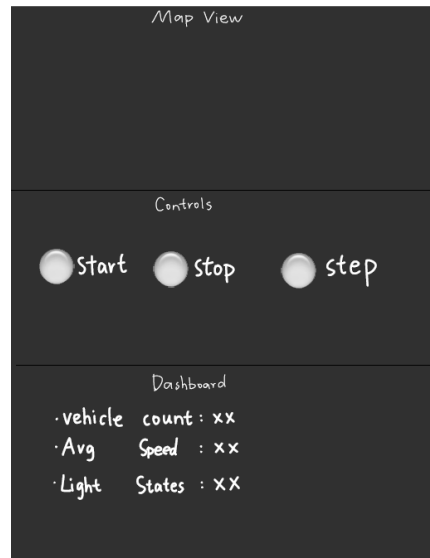 Map View
Controls
Start stop step
Dashboard
· vehicle count : xx
· Avg Speed : xx
· Light States : XX